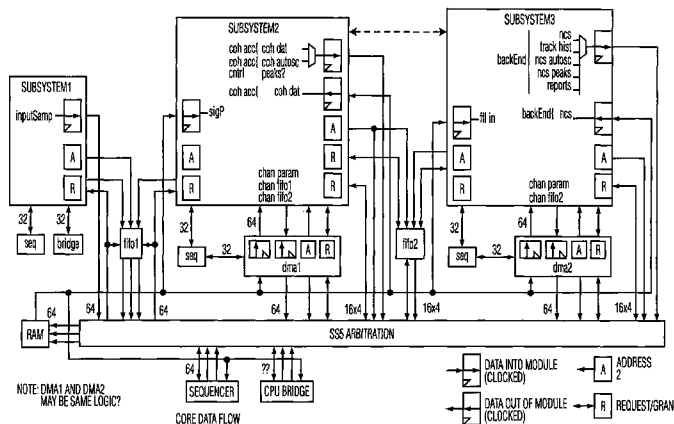 SUBSYSTEM1
inputSamp
A
R
32
32
seq
bridge
fifo1
SUBSYSTEM2
coh acc{ coh dat
coh acc{ coh autosc
cntrl peaks?
coh acc{ coh dat
sigP
A
A
R
R
R
chan param
chan fifo1
chan fifo2
32
seq
32
64
A
R
dma1
fifo2
SUBSYSTEM3
ncs
track hist
backEnd
ncs autosc
ncs peaks
reports
backEnd{ ncs
A
A
R
R
chan param
chan fifo2
32
seq
32
A
R
dma2
64
64
64
64
16x4
16x4
64
16x4
RAM
SS5 ARBITRATION
64
??
SEQUENCER
CPU BRIDGE
CORE DATA FLOW
NOTE: DMA1 AND DMA2
MAY BE SAME LOGIC?
DATA INTO MODULE
(CLOCKED)
A
ADDRESS
2
DATA OUT OF MODULE
(CLOCKED)
R
REQUEST/GRAN